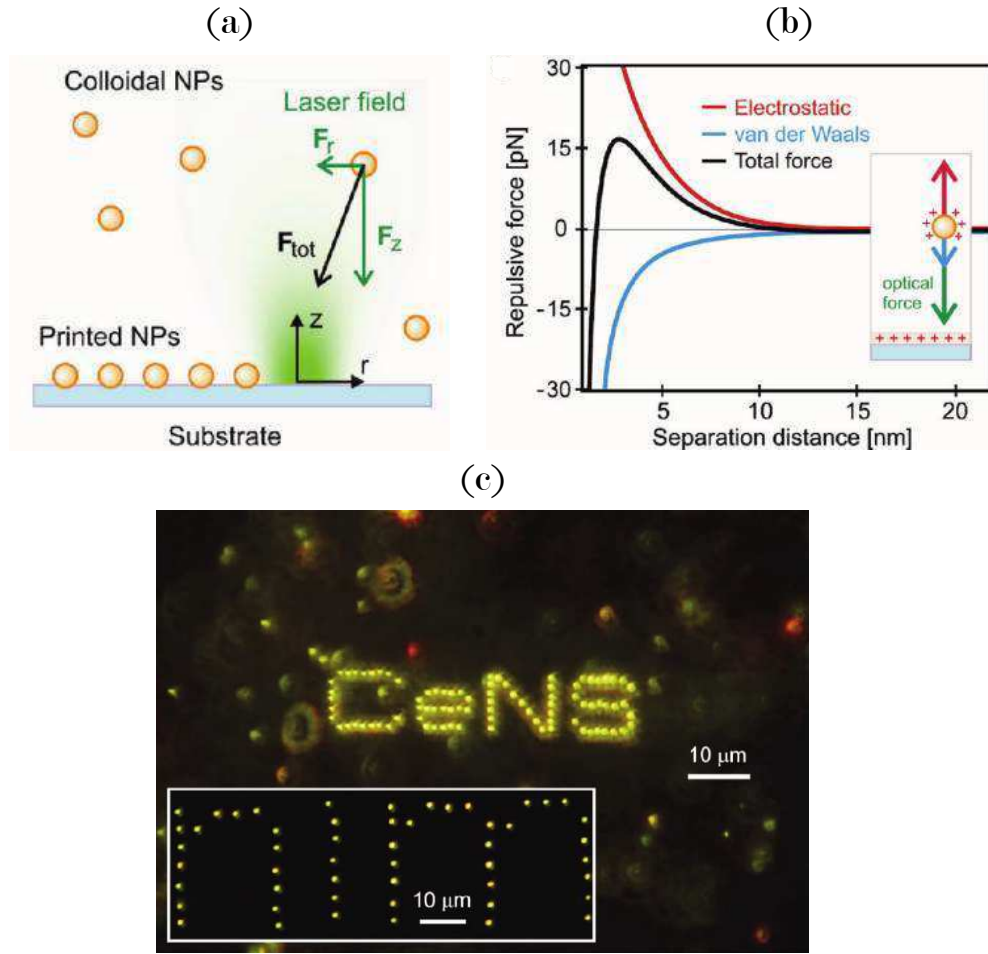 (a)
Colloidal NPs
Laser field
Fr
Ftot
Fz
Printed NPs
z
r
Substrate
(b)
30
15
0
-15
-30
Repulsive force [pN]
Electrostatic
van der Waals
Total force
optical
force
5
10
15
20
Separation distance [nm]
(c)
CeNS
10 μm
nim
10 μm